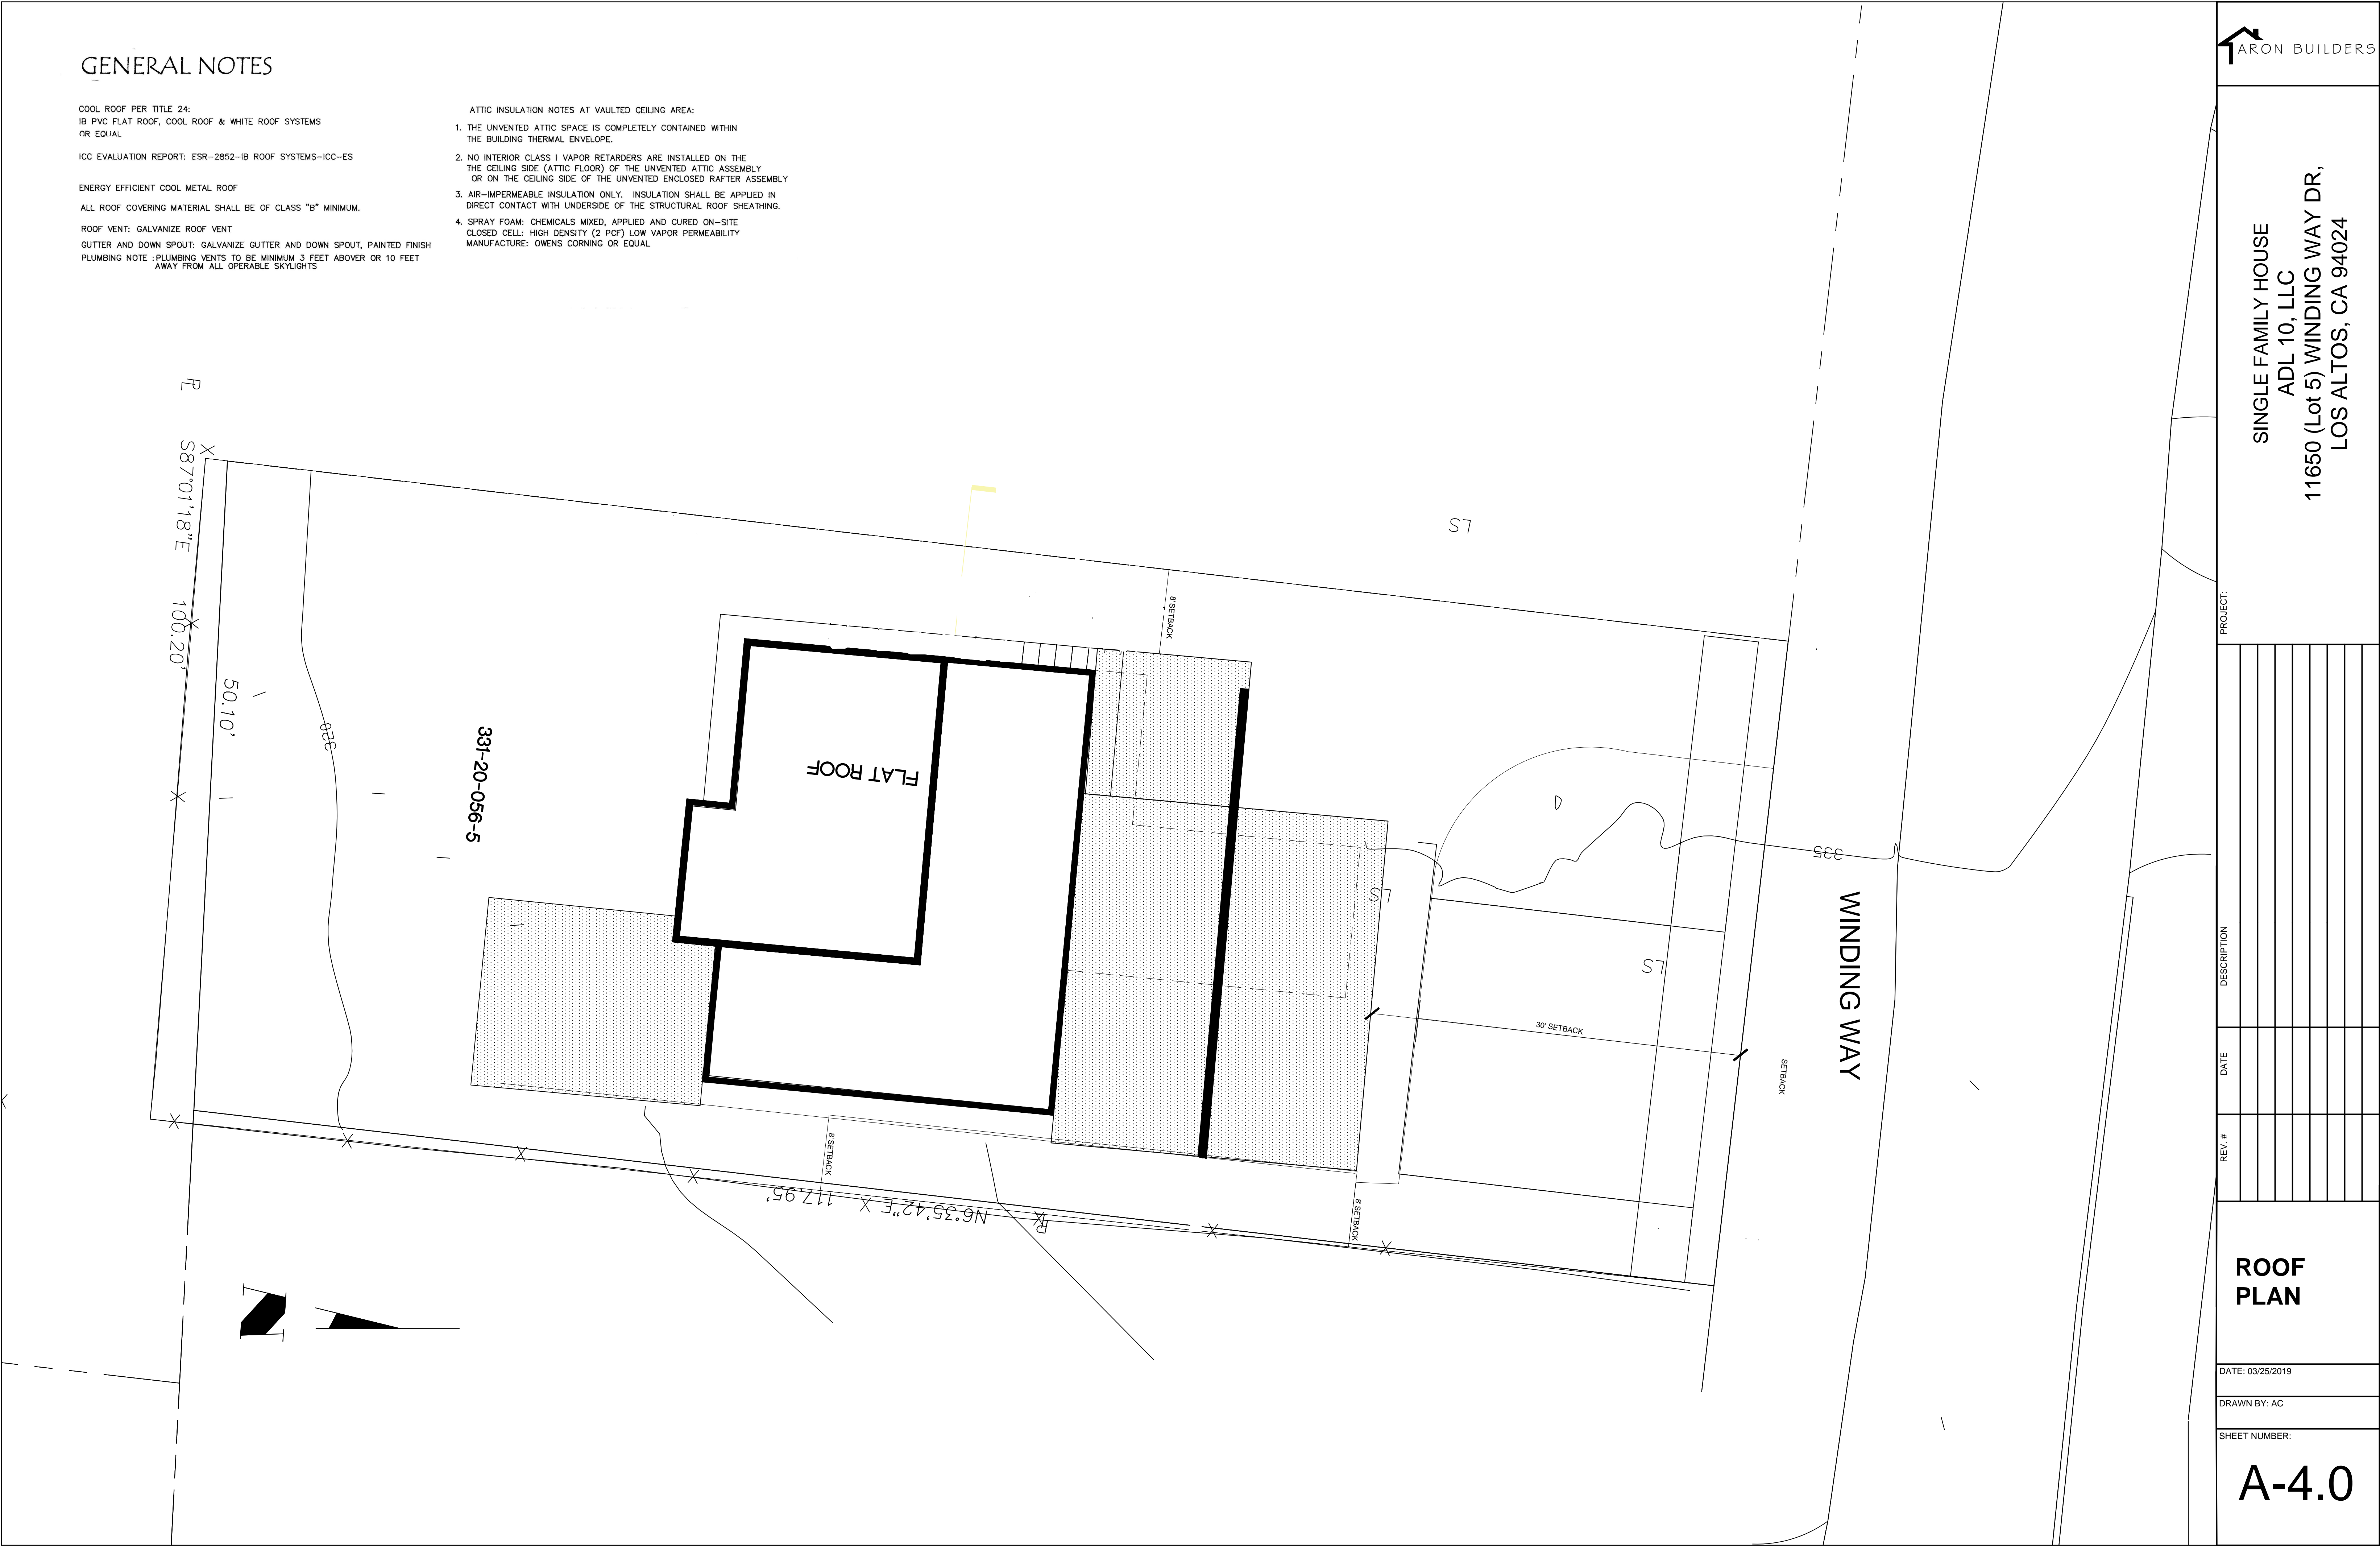 GENERAL NOTES
COOL ROOF PER TITLE 24:
IB PVC FLAT ROOF, COOL ROOF & WHITE ROOF SYSTEMS
OR EQUAL
ICC EVALUATION REPORT: ESR-2852-IB ROOF SYSTEMS-ICC-ES
ENERGY EFFICIENT COOL METAL ROOF
ALL ROOF COVERING MATERIAL SHALL BE OF CLASS "B" MINIMUM.
ROOF VENT: GALVANIZE ROOF VENT
GUTTER AND DOWN SPOUT: GALVANIZE GUTTER AND DOWN SPOUT, PAINTED FINISH
PLUMBING NOTE :PLUMBING VENTS TO BE MINIMUM 3 FEET ABOVER OR 10 FEET
AWAY FROM ALL OPERABLE SKYLIGHTS
ATTIC INSULATION NOTES AT VAULTED CEILING AREA:
1. THE UNVENTED ATTIC SPACE IS COMPLETELY CONTAINED WITHIN
THE BUILDING THERMAL ENVELOPE.
2. NO INTERIOR CLASS I VAPOR RETARDERS ARE INSTALLED ON THE
THE CEILING SIDE (ATTIC FLOOR) OF THE UNVENTED ATTIC ASSEMBLY
OR ON THE CEILING SIDE OF THE UNVENTED ENCLOSED RAFTER ASSEMBLY
3. AIR-IMPERMEABLE INSULATION ONLY. INSULATION SHALL BE APPLIED IN
DIRECT CONTACT WITH UNDERSIDE OF THE STRUCTURAL ROOF SHEATHING.
4. SPRAY FOAM: CHEMICALS MIXED, APPLIED AND CURED ON-SITE
CLOSED CELL: HIGH DENSITY (2 PCF) LOW VAPOR PERMEABILITY
MANUFACTURE: OWENS CORNING OR EQUAL
PL
S87°01'18"E 100.20'
50.10'
320
331-20-056-5
FLAT ROOF
8' SETBACK
LS
LS
LS
335
30' SETBACK
SETBACK
WINDING WAY
8' SETBACK
8' SETBACK
N6°35'42"E 117.95'
PL
N
ARON BUILDERS
PROJECT:
SINGLE FAMILY HOUSE
ADL 10, LLC
11650 (Lot 5) WINDING WAY DR,
LOS ALTOS, CA 94024
DESCRIPTION
DATE
REV. #
ROOF
PLAN
DATE: 03/25/2019
DRAWN BY: AC
SHEET NUMBER:
A-4.0